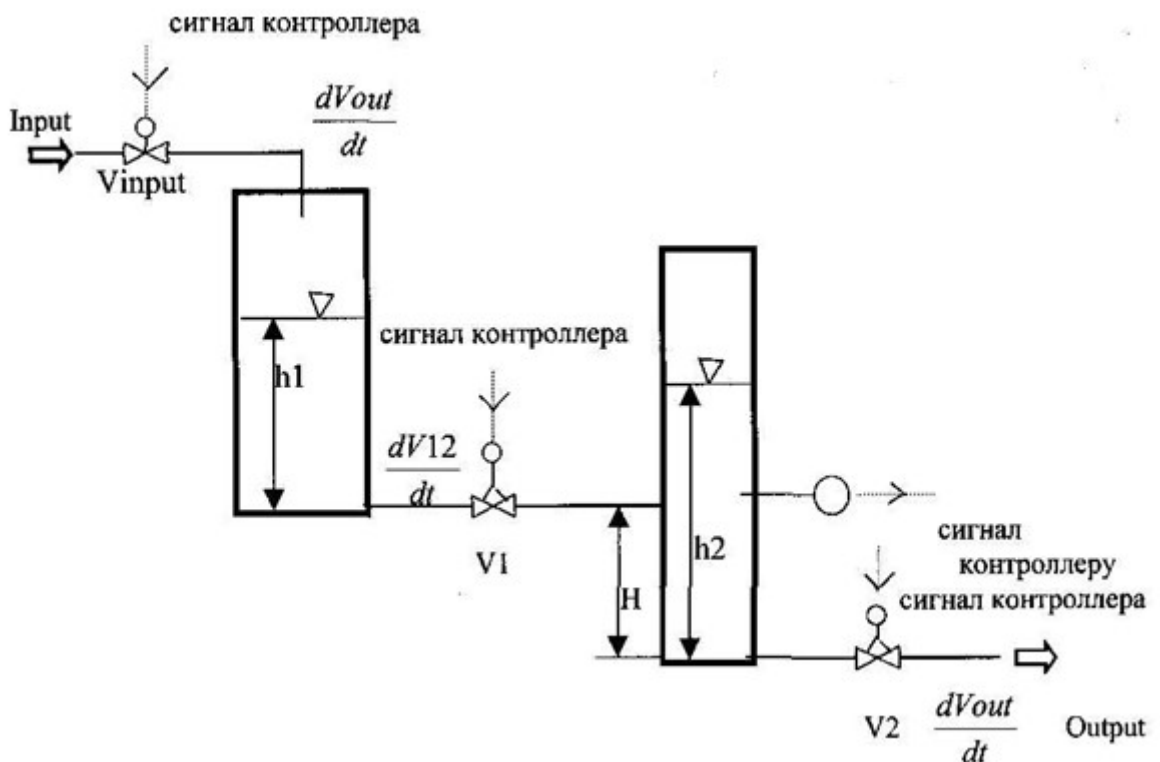 сигнал контроллера
Input
dVout
dt
Vinput
сигнал контроллера
h1
dV12
dt
V1
H
h2
сигнал
контроллеру
сигнал контроллера
V2
dVout
dt
Output